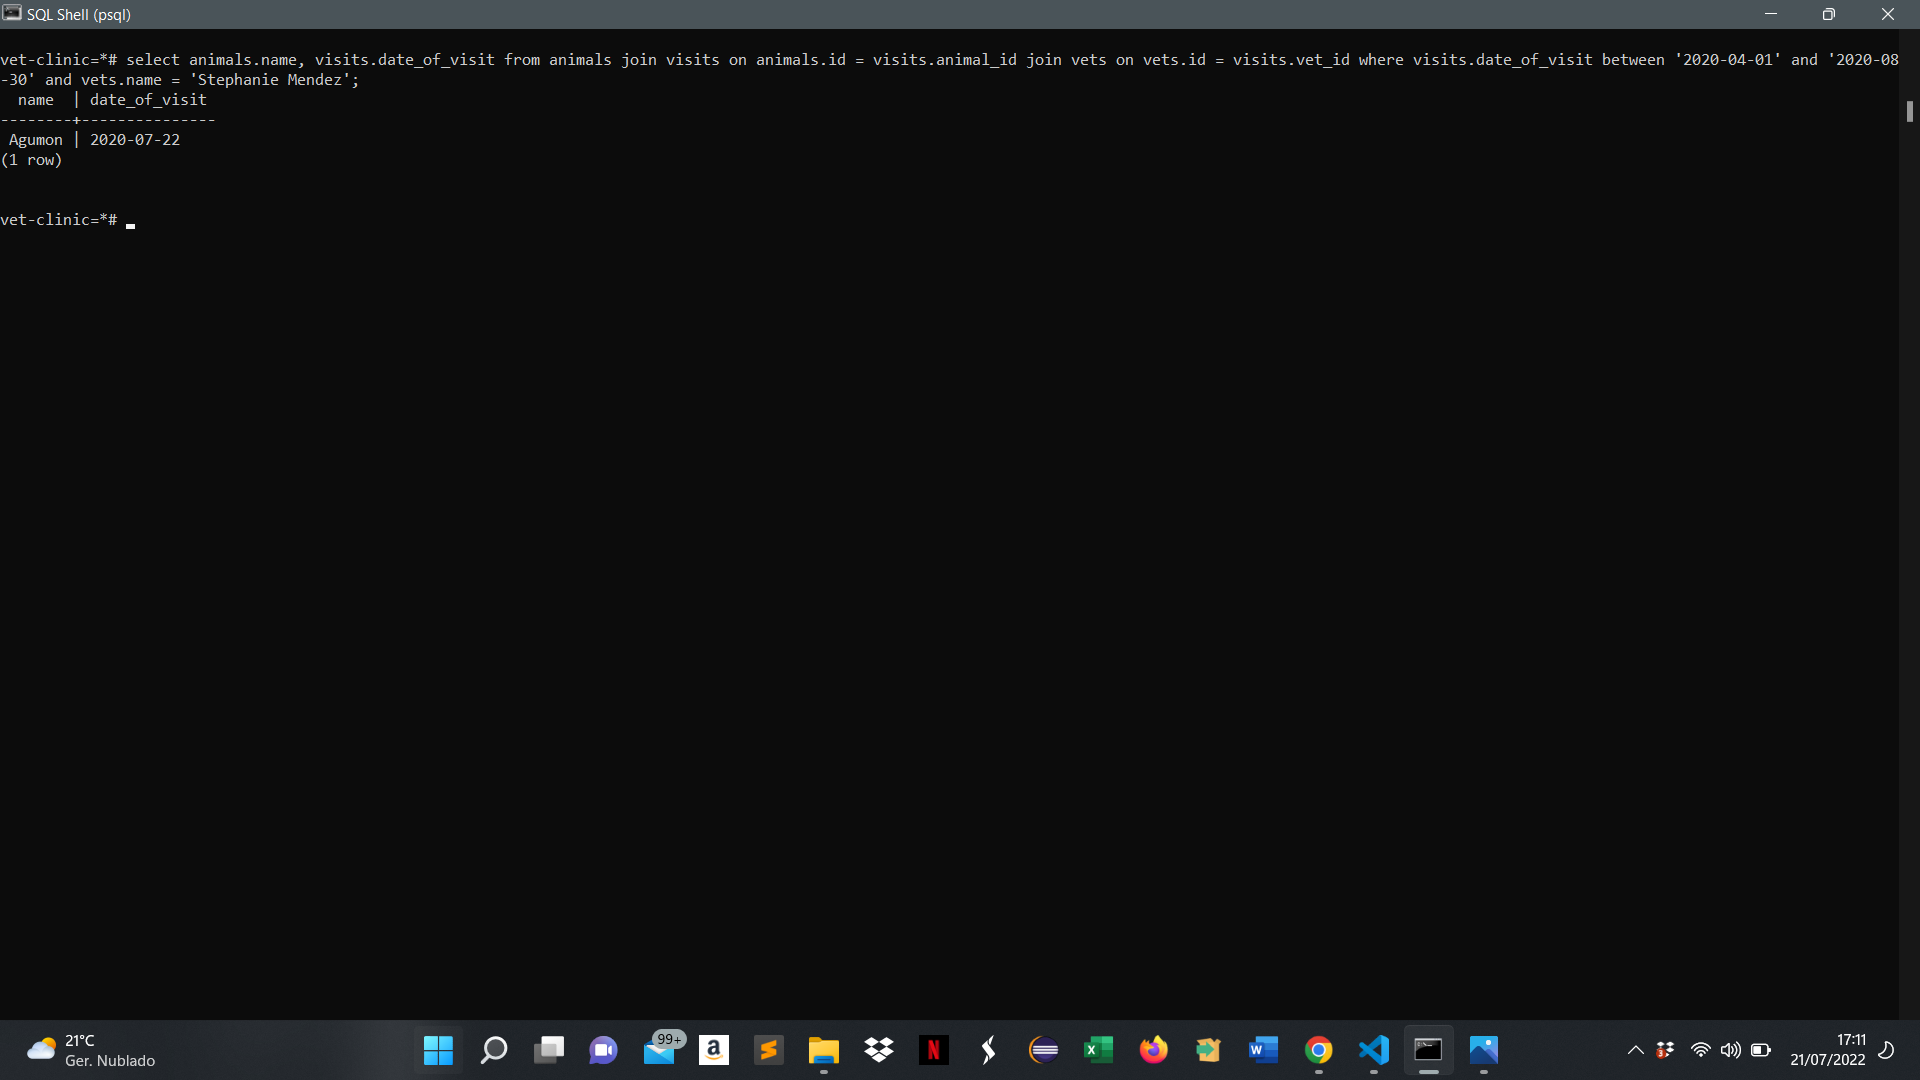 SQL Shell (psql)
vet-clinic=*# select animals.name, visits.date_of_visit from animals join visits on animals.id = visits.animal_id join vets on vets.id = visits.vet_id where visits.date_of_visit between '2020-04-01' and '2020-08
-30' and vets.name = 'Stephanie Mendez';
name | date_of_visit
--------+---------------
Agumon | 2020-07-22
(1 row)
vet-clinic=*#
21°C
Ger. Nublado
99+
a
N
X
W
3
17:11
21/07/2022